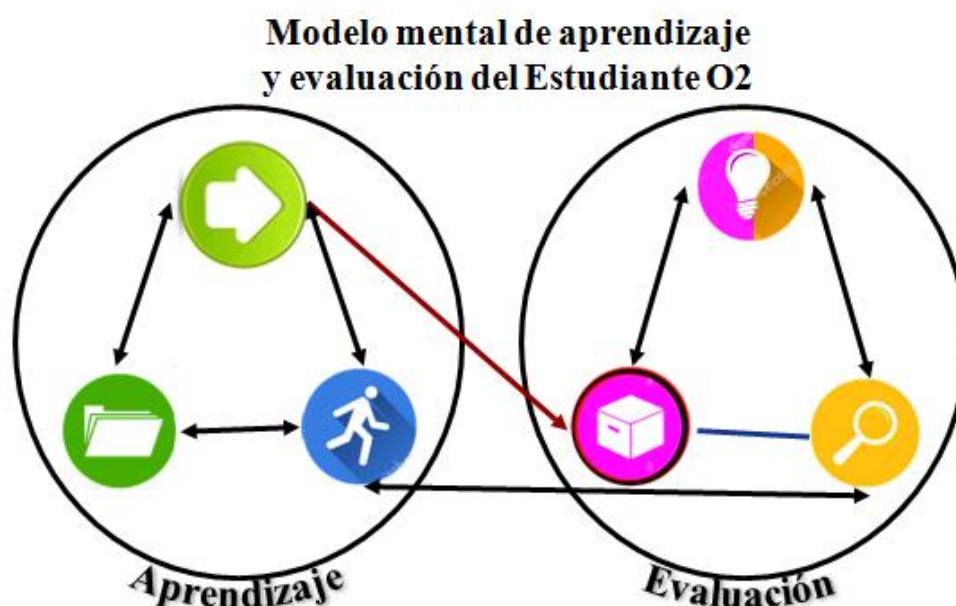 Modelo mental de aprendizaje
y evaluación del Estudiante O2
Aprendizaje
Evaluación